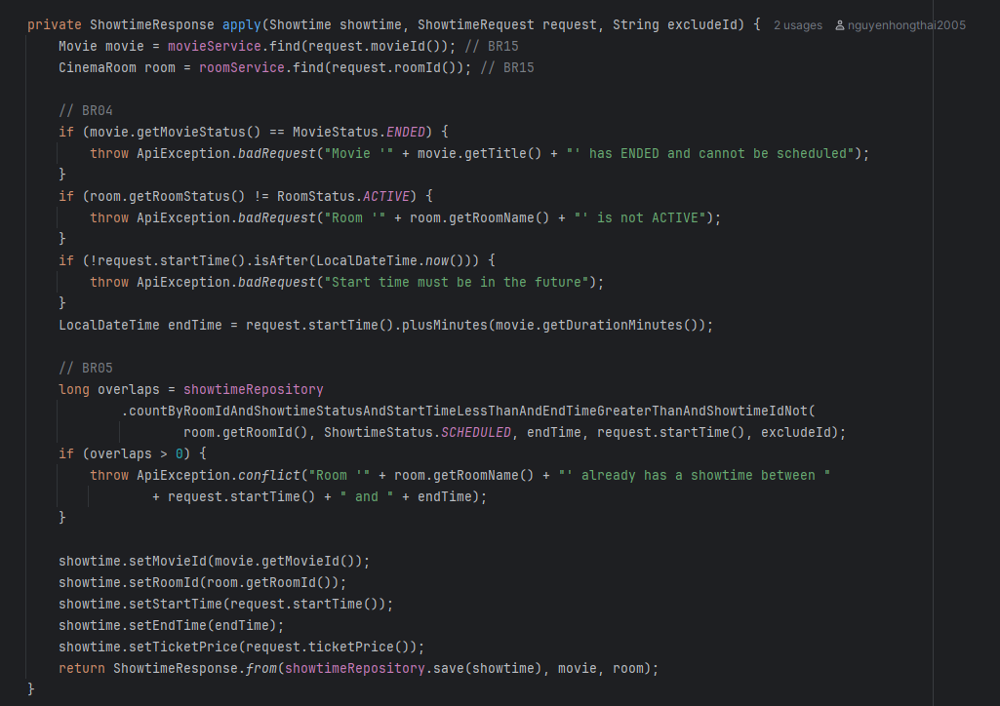 private ShowtimeResponse apply(Showtime showtime, ShowtimeRequest request, String excludeId) { 2 usages nguyenhongthai2005
    Movie movie = movieService.find(request.movieId()); // BR15
    CinemaRoom room = roomService.find(request.roomId()); // BR15

    // BR04
    if (movie.getMovieStatus() == MovieStatus.ENDED) {
        throw ApiException.badRequest("Movie '" + movie.getTitle() + "' has ENDED and cannot be scheduled");
    }
    if (room.getRoomStatus() != RoomStatus.ACTIVE) {
        throw ApiException.badRequest("Room '" + room.getRoomName() + "' is not ACTIVE");
    }
    if (!request.startTime().isAfter(LocalDateTime.now())) {
        throw ApiException.badRequest("Start time must be in the future");
    }
    LocalDateTime endTime = request.startTime().plusMinutes(movie.getDurationMinutes());

    // BR05
    long overlaps = showtimeRepository
            .countByRoomIdAndShowtimeStatusAndStartTimeLessThanAndEndTimeGreaterThanAndShowtimeIdNot(
                    room.getRoomId(), ShowtimeStatus.SCHEDULED, endTime, request.startTime(), excludeId);
    if (overlaps > 0) {
        throw ApiException.conflict("Room '" + room.getRoomName() + "' already has a showtime between "
                + request.startTime() + " and " + endTime);
    }

    showtime.setMovieId(movie.getMovieId());
    showtime.setRoomId(room.getRoomId());
    showtime.setStartTime(request.startTime());
    showtime.setEndTime(endTime);
    showtime.setTicketPrice(request.ticketPrice());
    return ShowtimeResponse.from(showtimeRepository.save(showtime), movie, room);
}